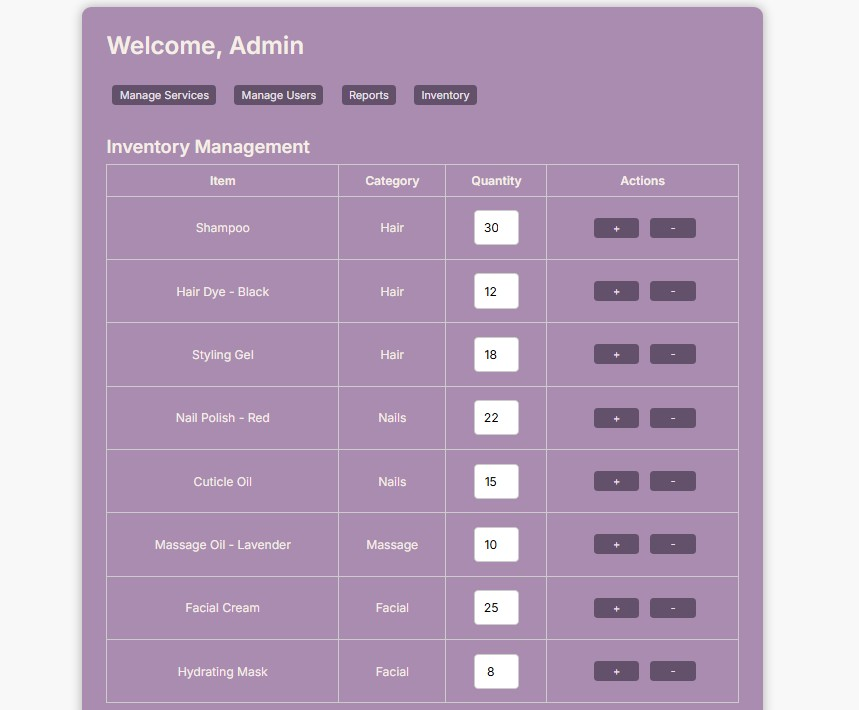 Welcome, Admin
Manage Services Manage Users Reports Inventory
Inventory Management
Item Category Quantity Actions
Shampoo Hair 30 + -
Hair Dye - Black Hair 12 + -
Styling Gel Hair 18 + -
Nail Polish - Red Nails 22 + -
Cuticle Oil Nails 15 + -
Massage Oil - Lavender Massage 10 + -
Facial Cream Facial 25 + -
Hydrating Mask Facial 8 + -